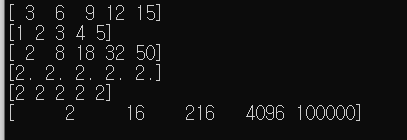 [ 3  6  9 12 15]
[1 2 3 4 5]
[ 2  8 18 32 50]
[2. 2. 2. 2. 2.]
[2 2 2 2 2]
[     2     16    216   4096 100000]